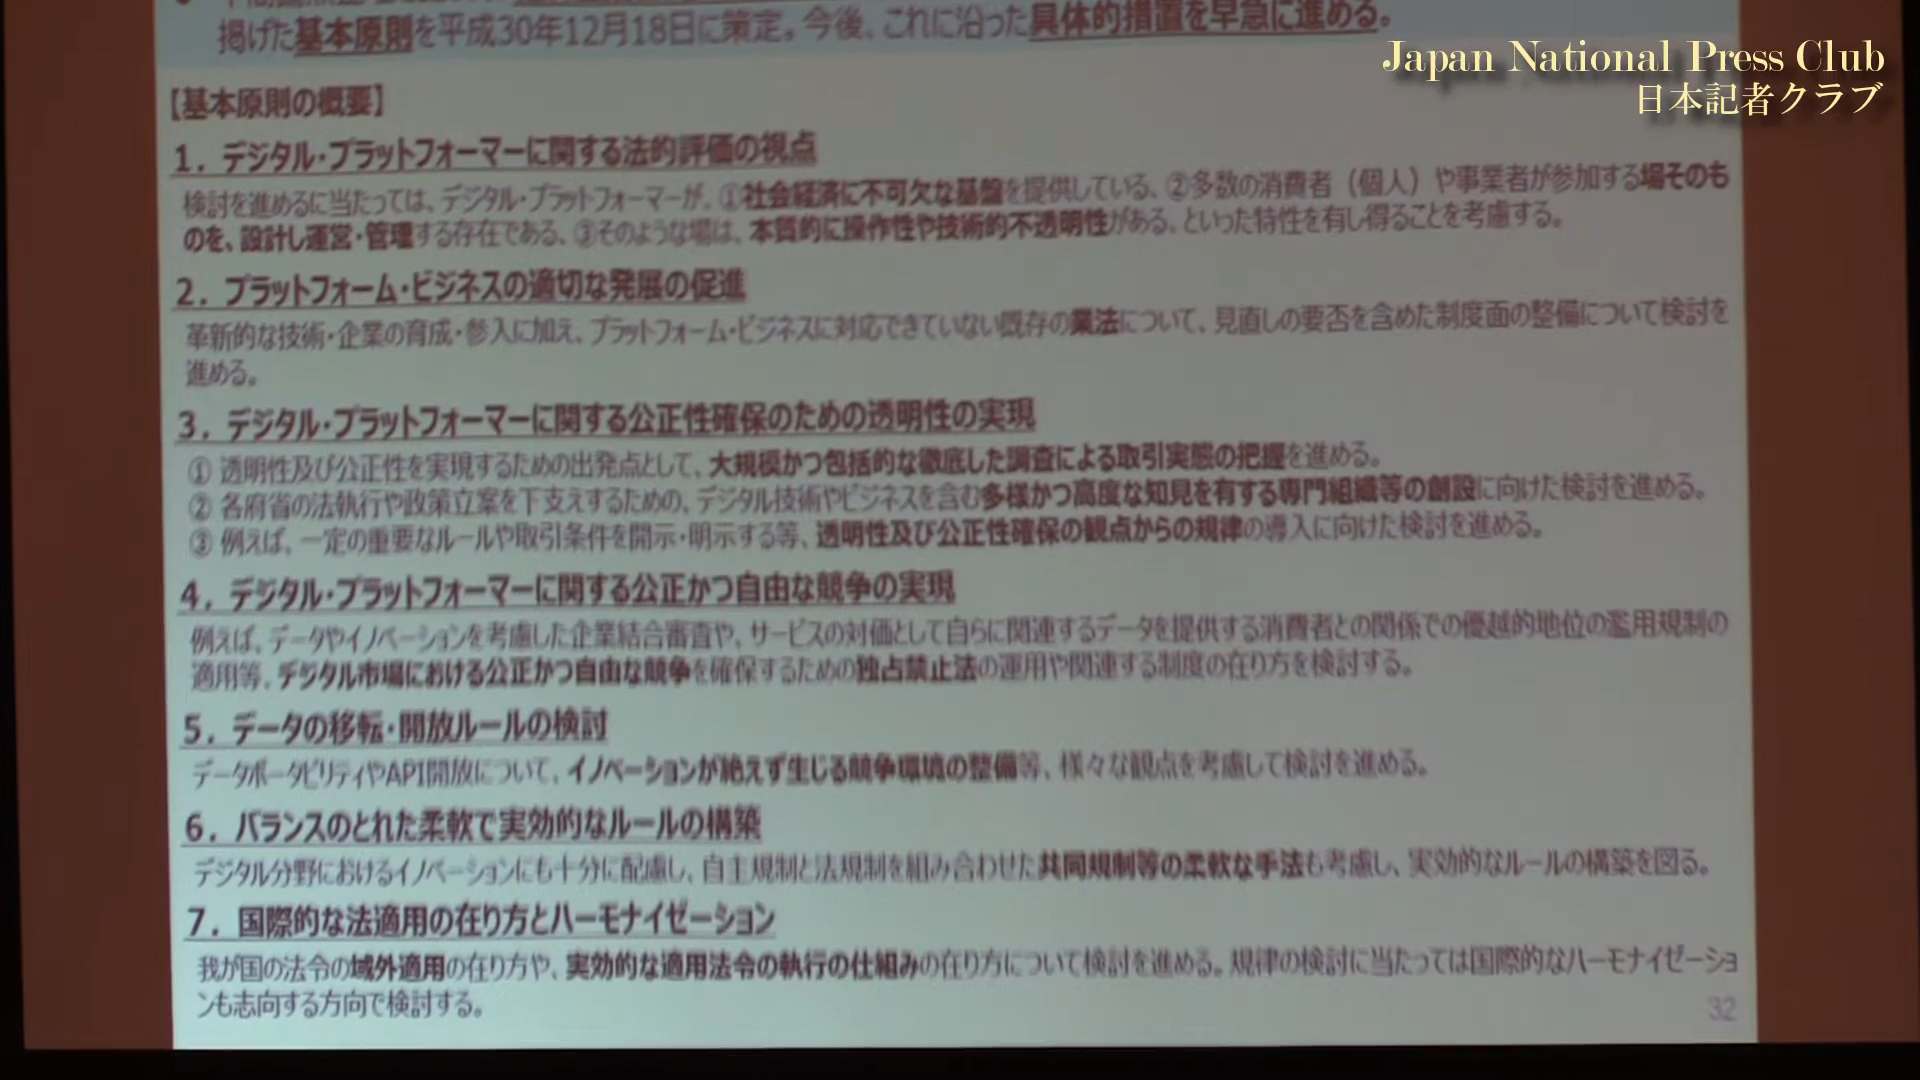 掲げた基本原則を平成30年12月18日に策定。今後、これに沿った具体的措置を早急に進める。
Japan National Press Club
日本記者クラブ
【基本原則の概要】
1．デジタル・プラットフォーマーに関する法的評価の視点
検討を進めるに当たっては、デジタル・プラットフォーマーが、①社会経済に不可欠な基盤を提供している、②多数の消費者（個人）や事業者が参加する場そのも
のを、設計し運営・管理する存在である、③そのような場は、本質的に操作性や技術的不透明性がある、といった特性を有し得ることを考慮する。
2．プラットフォーム・ビジネスの適切な発展の促進
革新的な技術・企業の育成・参入に加え、プラットフォーム・ビジネスに対応できていない既存の業法について、見直しの要否を含めた制度面の整備について検討を
進める。
3．デジタル・プラットフォーマーに関する公正性確保のための透明性の実現
① 透明性及び公正性を実現するための出発点として、大規模かつ包括的な徹底した調査による取引実態の把握を進める。
② 各府省の法執行や政策立案を下支えするための、デジタル技術やビジネスを含む多様かつ高度な知見を有する専門組織等の創設に向けた検討を進める。
③ 例えば、一定の重要なルールや取引条件を開示・明示する等、透明性及び公正性確保の観点からの規律の導入に向けた検討を進める。
4．デジタル・プラットフォーマーに関する公正かつ自由な競争の実現
例えば、データやイノベーションを考慮した企業結合審査や、サービスの対価として自らに関連するデータを提供する消費者との関係での優越的地位の濫用規制の
適用等、デジタル市場における公正かつ自由な競争を確保するための独占禁止法の運用や関連する制度の在り方を検討する。
5．データの移転・開放ルールの検討
データポータビリティやAPI開放について、イノベーションが絶えず生じる競争環境の整備等、様々な観点を考慮して検討を進める。
6．バランスのとれた柔軟で実効的なルールの構築
デジタル分野におけるイノベーションにも十分に配慮し、自主規制と法規制を組み合わせた共同規制等の柔軟な手法も考慮し、実効的なルールの構築を図る。
7．国際的な法適用の在り方とハーモナイゼーション
我が国の法令の域外適用の在り方や、実効的な適用法令の執行の仕組みの在り方について検討を進める。規律の検討に当たっては国際的なハーモナイゼーショ
ンも志向する方向で検討する。
32